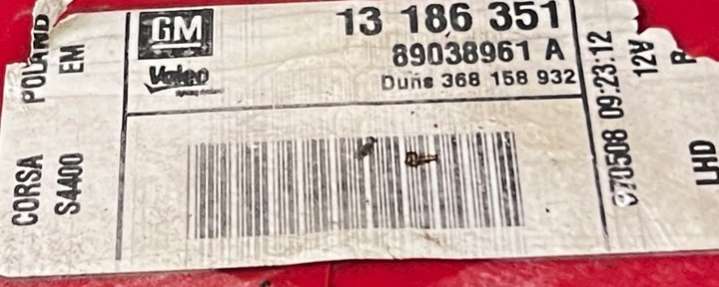 CORSA POLAND
S4400 EM
GM
Valeo
13 186 351
89038961 A
Duns 368 158 932
070508 09:23:12
12V
LHD R